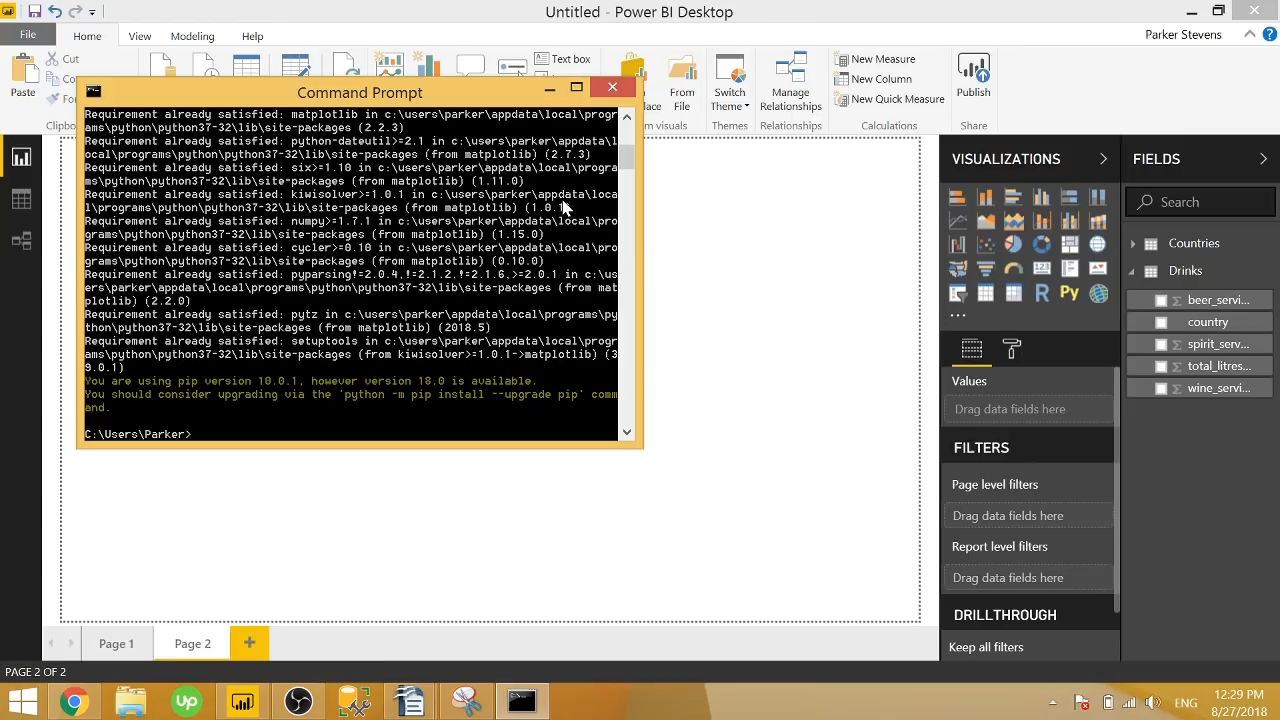 Untitled - Power BI Desktop
File
Home
View
Modeling
Help
Parker Stevens
Paste
Cut
Text box
From
File
Switch
Theme
Manage
Relationships
New Measure
New Column
New Quick Measure
Publish
Themes
Relationships
Calculations
Share
Command Prompt
Requirement already satisfied: matplotlib in c:\users\parker\appdata\local\progr
ams\python\python37-32\lib\site-packages (2.2.3)
Requirement already satisfied: python-dateutil>=2.1 in c:\users\parker\appdata\l
ocal\programs\python\python37-32\lib\site-packages (from matplotlib) (2.7.3)
Requirement already satisfied: six>=1.10 in c:\users\parker\appdata\local\progra
ms\python\python37-32\lib\site-packages (from matplotlib) (1.11.0)
Requirement already satisfied: kiwisolver>=1.0.1 in c:\users\parker\appdata\loca
l\programs\python\python37-32\lib\site-packages (from matplotlib) (1.0.1)
Requirement already satisfied: numpy>=1.7.1 in c:\users\parker\appdata\local\pro
grams\python\python37-32\lib\site-packages (from matplotlib) (1.15.0)
Requirement already satisfied: cycler>=0.10 in c:\users\parker\appdata\local\pro
grams\python\python37-32\lib\site-packages (from matplotlib) (0.10.0)
Requirement already satisfied: pyparsing!=2.0.4,!=2.1.2,!=2.1.6,>=2.0.1 in c:\us
ers\parker\appdata\local\programs\python\python37-32\lib\site-packages (from mat
plotlib) (2.2.0)
Requirement already satisfied: pytz in c:\users\parker\appdata\local\programs\py
thon\python37-32\lib\site-packages (from matplotlib) (2018.5)
Requirement already satisfied: setuptools in c:\users\parker\appdata\local\progr
ams\python\python37-32\lib\site-packages (from kiwisolver>=1.0.1->matplotlib) (3
9.0.1)
You are using pip version 10.0.1, however version 18.0 is available.
You should consider upgrading via the 'python -m pip install --upgrade pip' comm
and.
C:\Users\Parker>
VISUALIZATIONS
R
Py
Values
Drag data fields here
FILTERS
Page level filters
Drag data fields here
Report level filters
Drag data fields here
DRILLTHROUGH
Keep all filters
FIELDS
Search
Countries
Drinks
beer_servi...
country
spirit_serv...
total_litres...
wine_servi...
Page 1
Page 2
PAGE 2 OF 2
Up
ENG
12:29 PM
8/27/2018